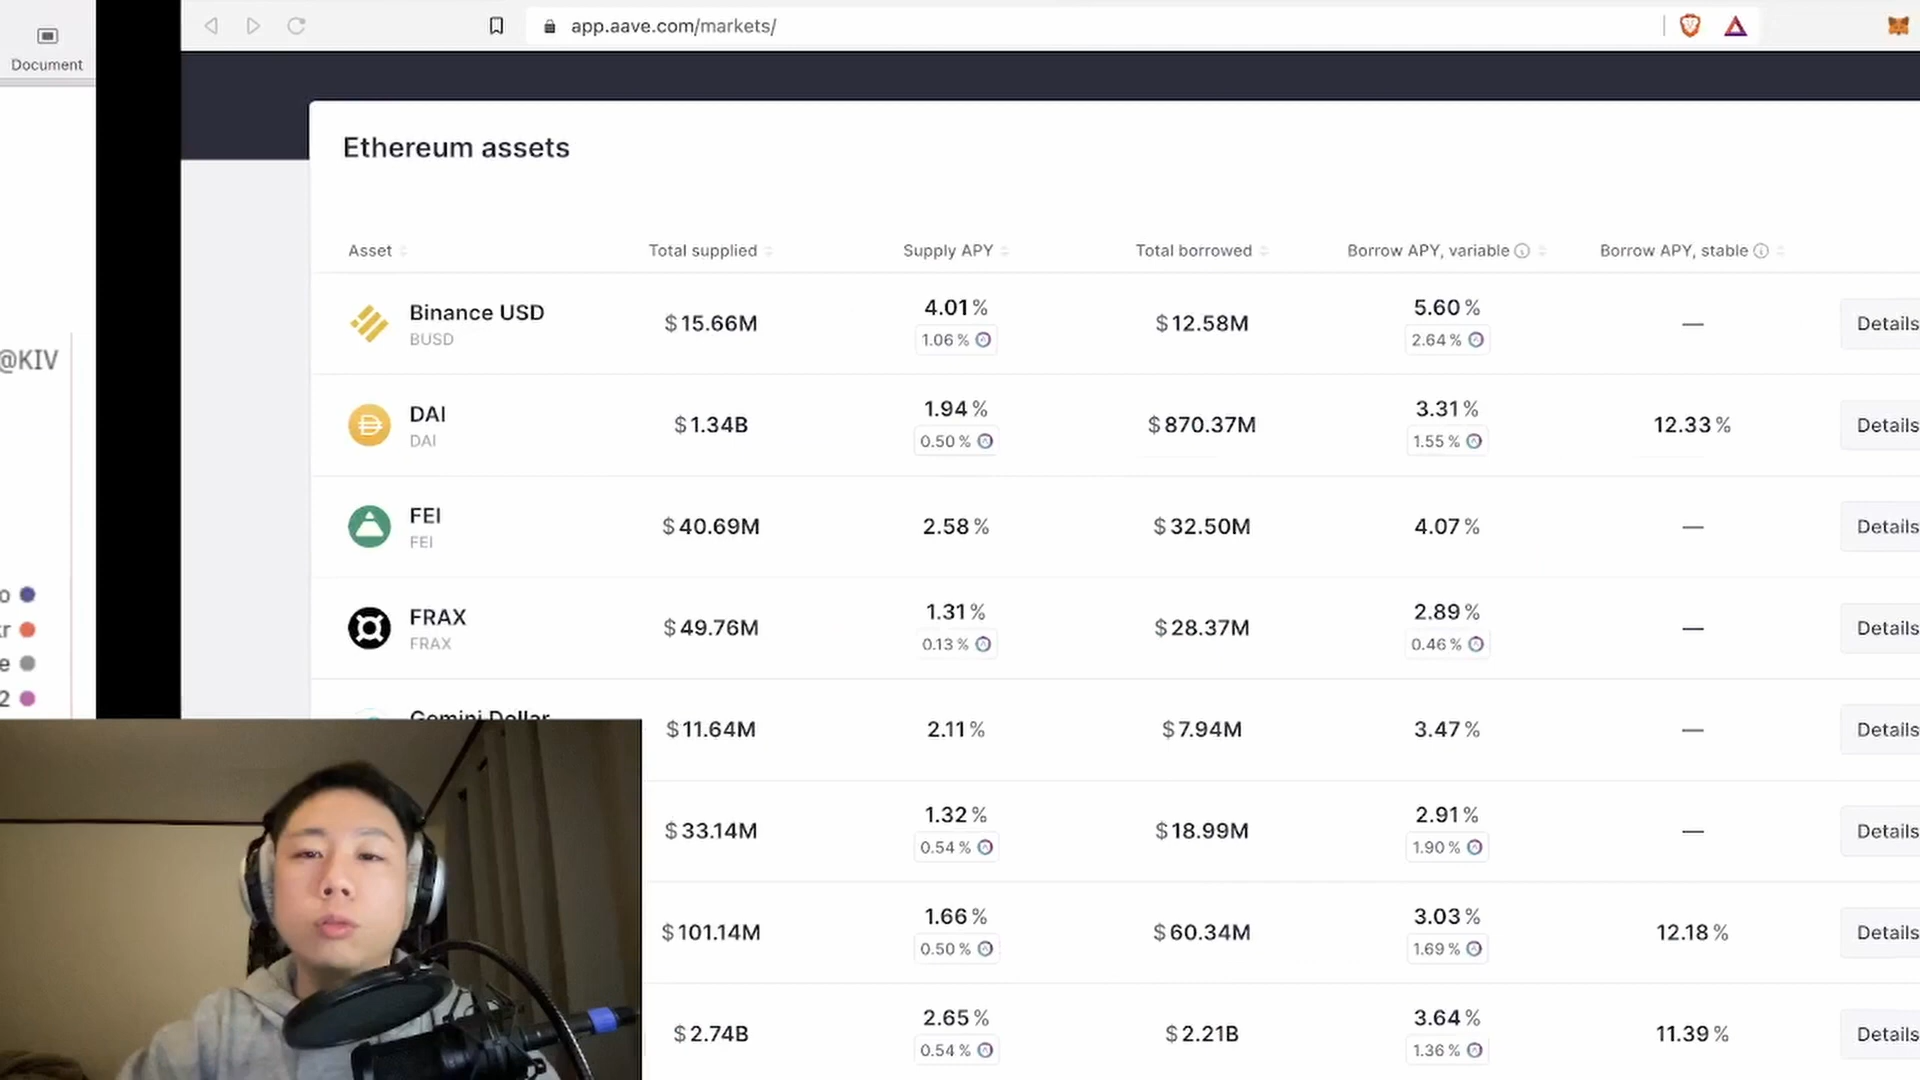 app.aave.com/markets/
Document
Ethereum assets
Asset Total supplied Supply APY Total borrowed Borrow APY, variable Borrow APY, stable
Binance USD
BUSD
$ 15.66M
4.01 %
1.06 %
$ 12.58M
5.60 %
2.64 %
—
Details
@KIV
DAI
DAI
$ 1.34B
1.94 %
0.50 %
$ 870.37M
3.31 %
1.55 %
12.33 %
Details
FEI
FEI
$ 40.69M
2.58 %
$ 32.50M
4.07 %
—
Details
o
r
e
2
FRAX
FRAX
$ 49.76M
1.31 %
0.13 %
$ 28.37M
2.89 %
0.46 %
—
Details
Gemini Dollar
$ 11.64M
2.11 %
$ 7.94M
3.47 %
—
Details
$ 33.14M
1.32 %
0.54 %
$ 18.99M
2.91 %
1.90 %
—
Details
$ 101.14M
1.66 %
0.50 %
$ 60.34M
3.03 %
1.69 %
12.18 %
Details
$ 2.74B
2.65 %
0.54 %
$ 2.21B
3.64 %
1.36 %
11.39 %
Details